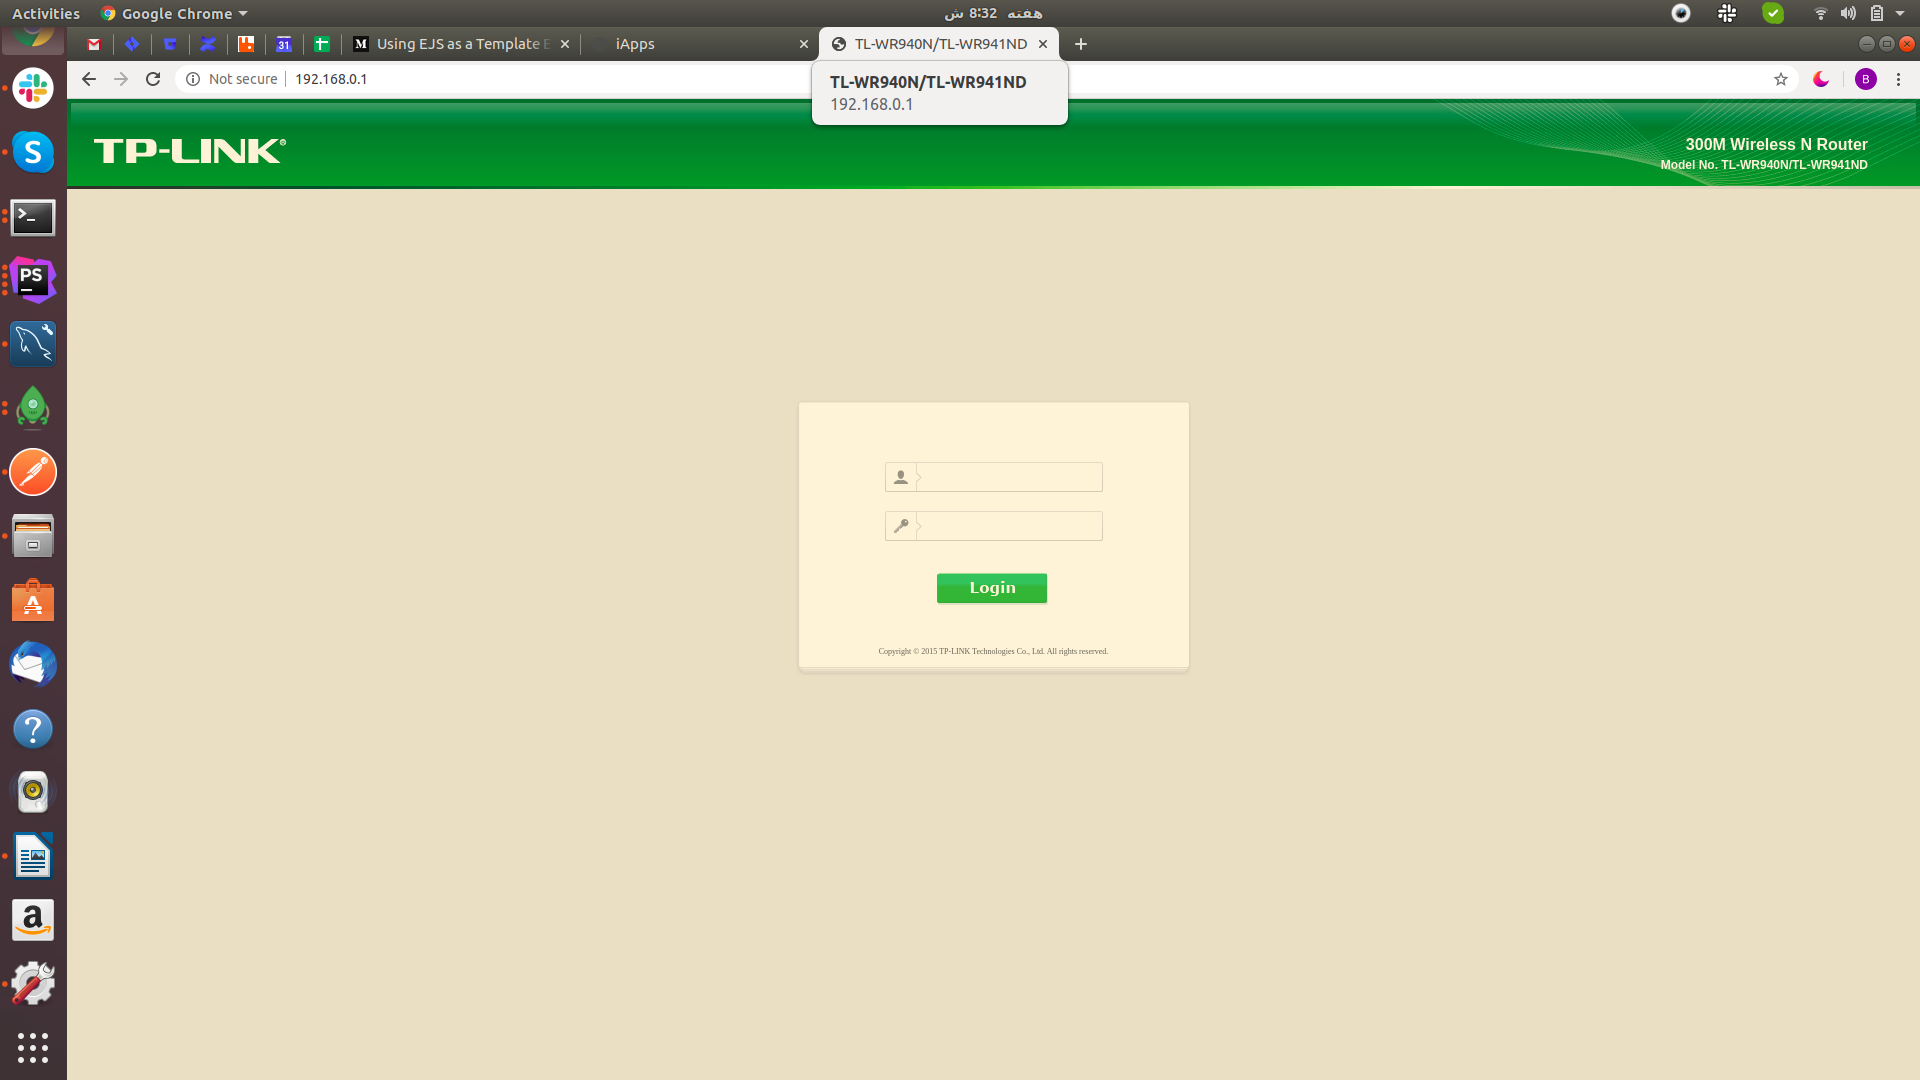 Activities
Google Chrome
هفته 8:32 ش
31
M
Using EJS as a Template E
iApps
TL-WR940N/TL-WR941ND
Not secure
192.168.0.1
B
TL-WR940N/TL-WR941ND
192.168.0.1
TP-LINK®
300M Wireless N Router
Model No. TL-WR940N/TL-WR941ND
S
>_
PS
Login
Copyright © 2015 TP-LINK Technologies Co., Ltd. All rights reserved.
A
?
a